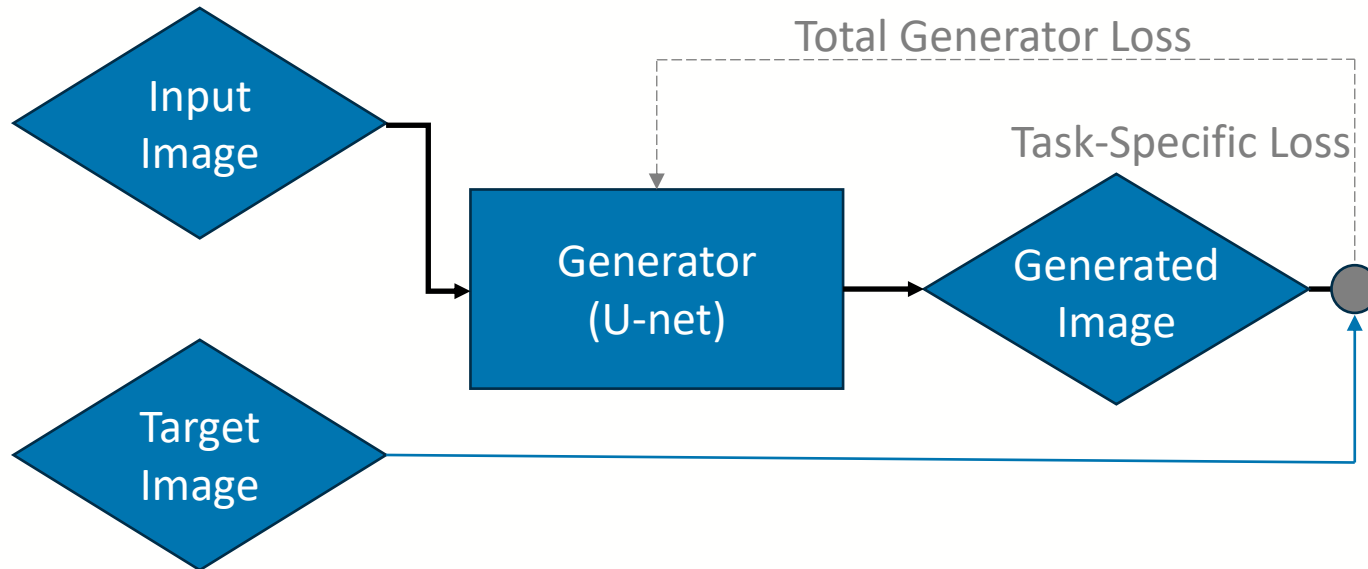 Total Generator Loss
Input
Image
Task-Specific Loss
Generator
(U-net)
Generated
Image
Target
Image